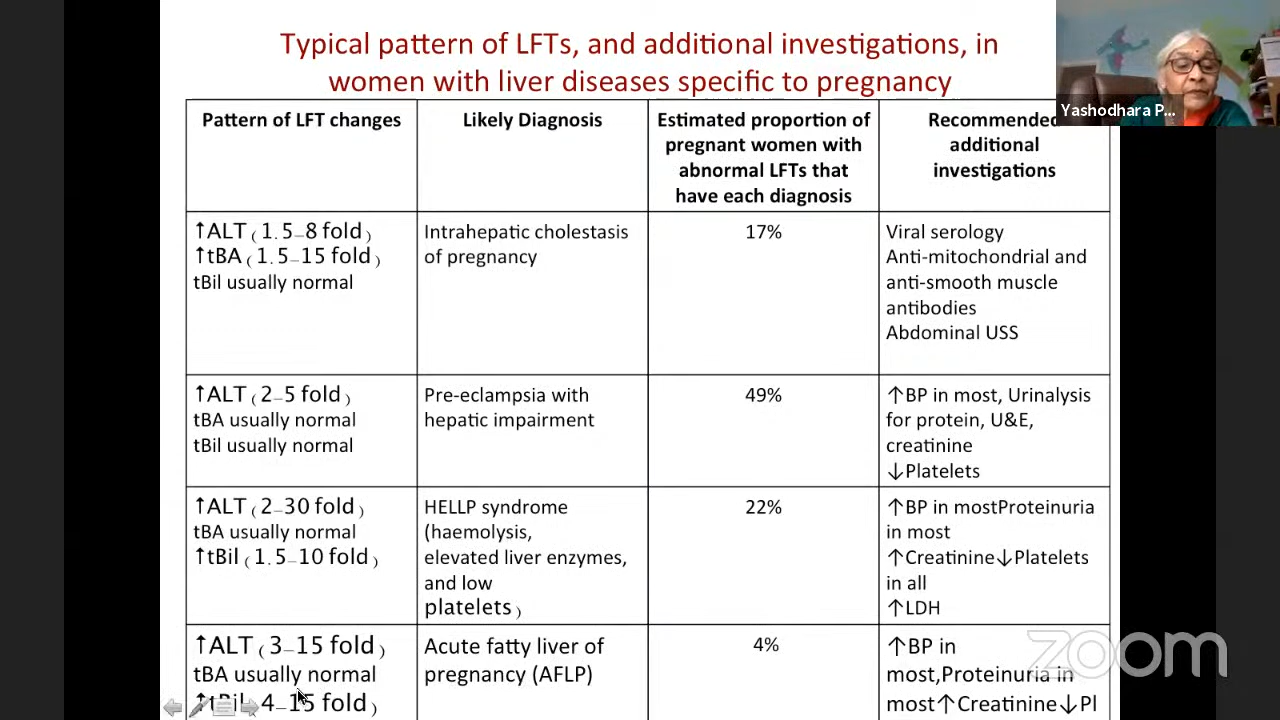 Typical pattern of LFTs, and additional investigations, in
women with liver diseases specific to pregnancy
Yashodhara P...
Pattern of LFT changes
Likely Diagnosis
Estimated proportion of
pregnant women with
abnormal LFTs that
have each diagnosis
Recommended
additional
investigations
↑ALT ( 1.5–8 fold )
↑tBA ( 1.5–15 fold )
tBil usually normal
Intrahepatic cholestasis
of pregnancy
17%
Viral serology
Anti-mitochondrial and
anti-smooth muscle
antibodies
Abdominal USS
↑ALT ( 2–5 fold )
tBA usually normal
tBil usually normal
Pre-eclampsia with
hepatic impairment
49%
↑BP in most, Urinalysis
for protein, U&E,
creatinine
↓Platelets
↑ALT ( 2–30 fold )
tBA usually normal
↑tBil ( 1.5–10 fold )
HELLP syndrome
(haemolysis,
elevated liver enzymes,
and low
platelets )
22%
↑BP in mostProteinuria
in most
↑Creatinine↓Platelets
in all
↑LDH
↑ALT ( 3–15 fold )
tBA usually normal
↑tBil 4–15 fold )
Acute fatty liver of
pregnancy (AFLP)
4%
↑BP in
most,Proteinuria in
most↑Creatinine↓Pl
zoom